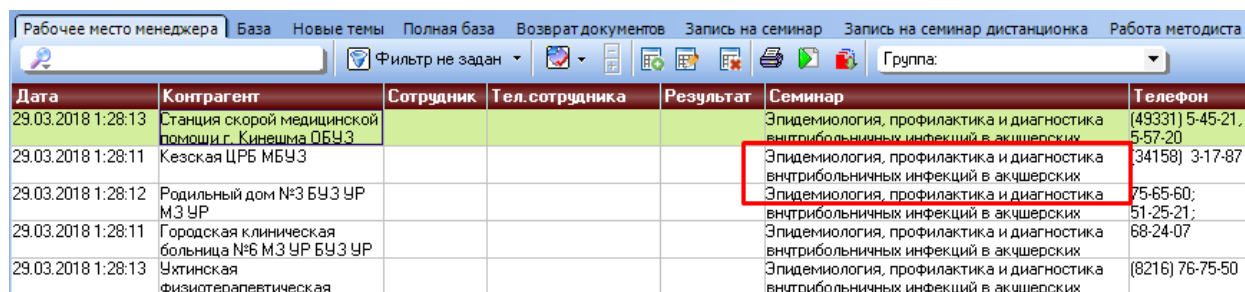 Рабочее место менеджера База Новые темы Полная база Возврат документов Запись на семинар Запись на семинар дистанционка Работа методиста
Фильтр не задан Группа:
Дата Контрагент Сотрудник Тел.сотрудника Результат Семинар Телефон
29.03.2018 1:28:13 Станция скорой медицинской Эпидемиология, профилактика и диагностика (49331) 5-45-21,
помощи г. Кинешма ОБУЗ внутрибольничных инфекций в акушерских 5-57-20
29.03.2018 1:28:11 Кезская ЦРБ МБУЗ Эпидемиология, профилактика и диагностика (34158) 3-17-87
внутрибольничных инфекций в акушерских
29.03.2018 1:28:12 Родильный дом №3 БУЗ УР Эпидемиология, профилактика и диагностика 75-65-60;
МЗ УР внутрибольничных инфекций в акушерских 51-25-21;
29.03.2018 1:28:11 Городская клиническая Эпидемиология, профилактика и диагностика 68-24-07
больница №6 МЗ УР БУЗ УР внутрибольничных инфекций в акушерских
29.03.2018 1:28:13 Ухтинская Эпидемиология, профилактика и диагностика (8216) 76-75-50
физиотерапевтическая внутрибольничных инфекций в акушерских